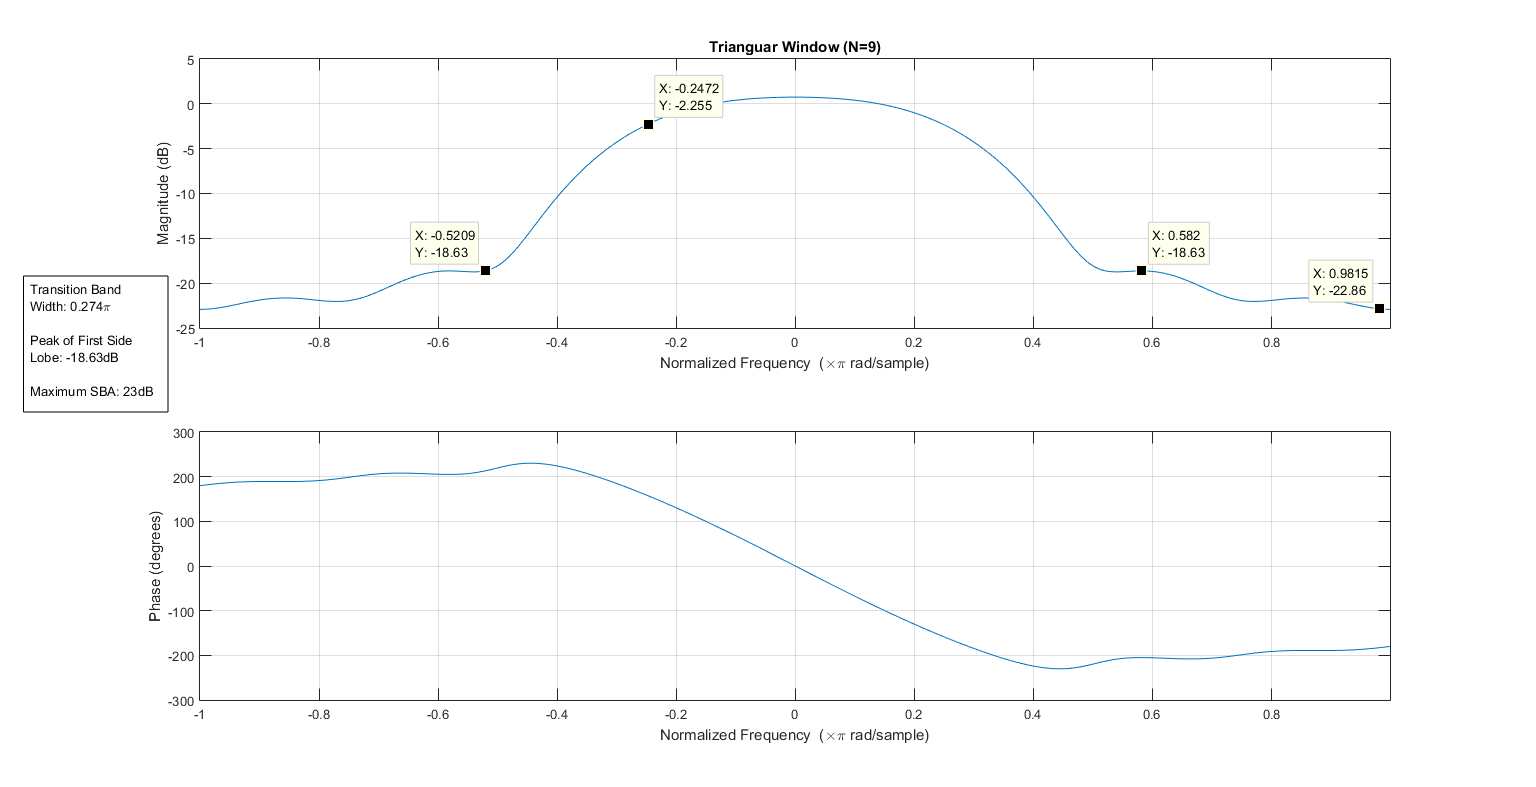 Trianguar Window (N=9)
5
0
-5
-10
-15
-20
-25
Magnitude (dB)
X: -0.2472
Y: -2.255
X: -0.5209
Y: -18.63
X: 0.582
Y: -18.63
X: 0.9815
Y: -22.86
-1 -0.8 -0.6 -0.4 -0.2 0 0.2 0.4 0.6 0.8
Normalized Frequency (×π rad/sample)
Transition Band
Width: 0.274π
Peak of First Side
Lobe: -18.63dB
Maximum SBA: 23dB
300
200
100
0
-100
-200
-300
Phase (degrees)
-1 -0.8 -0.6 -0.4 -0.2 0 0.2 0.4 0.6 0.8
Normalized Frequency (×π rad/sample)